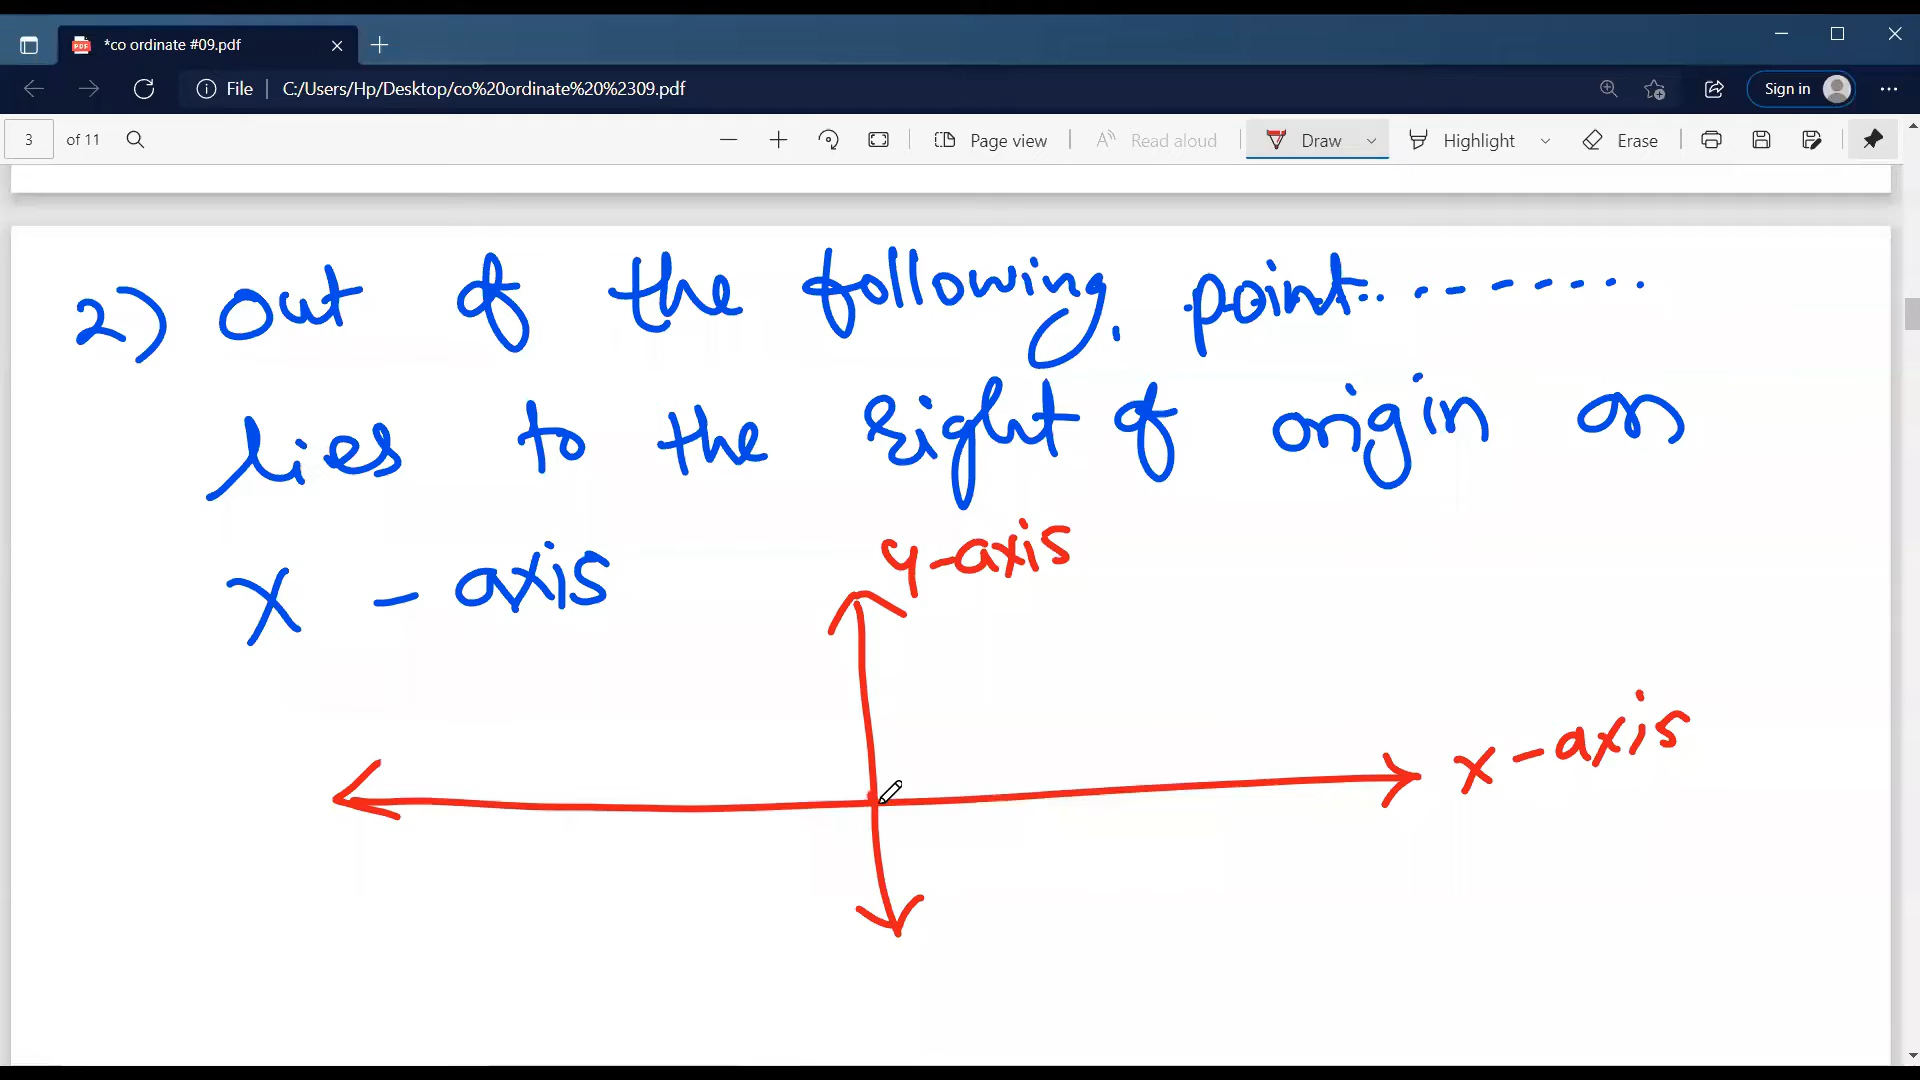 *co ordinate #09.pdf
File C:/Users/Hp/Desktop/co%20ordinate%20%2309.pdf Sign in
3 of 11 Page view Read aloud Draw Highlight Erase
2) Out of the following, point..---------
lies to the right of origin on
x - axis
y-axis
x-axis